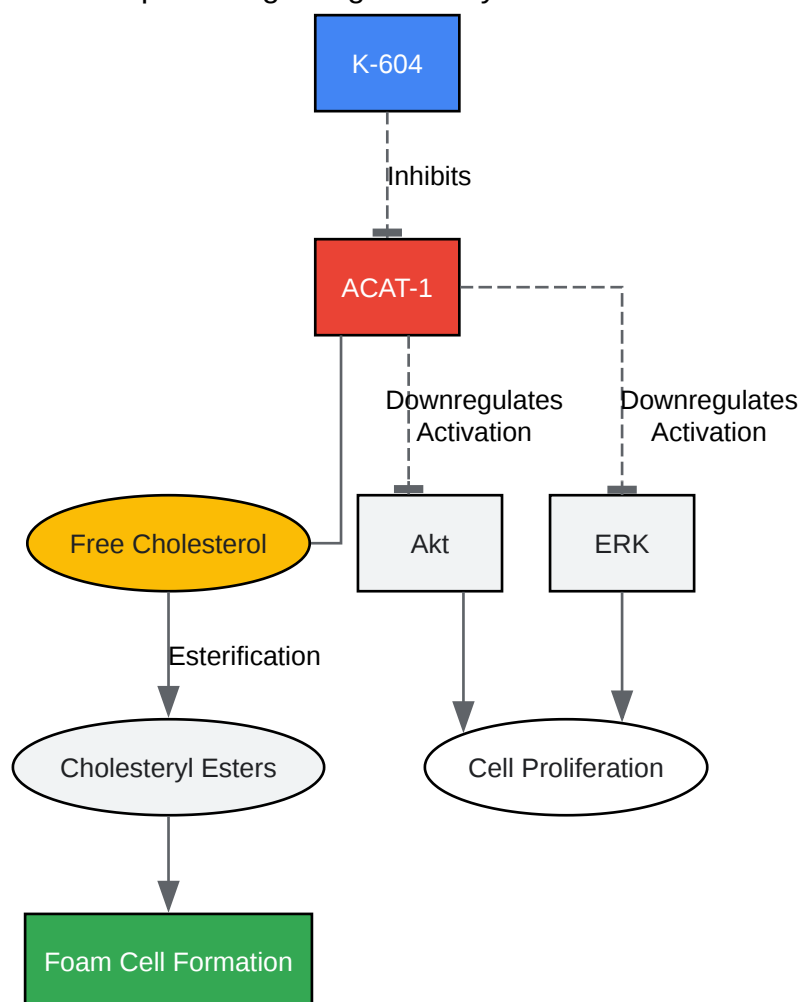 K-604
Inhibits
ACAT-1
Downregulates
Activation
Downregulates
Activation
Free Cholesterol
Akt
ERK
Esterification
Cholesteryl Esters
Cell Proliferation
Foam Cell Formation